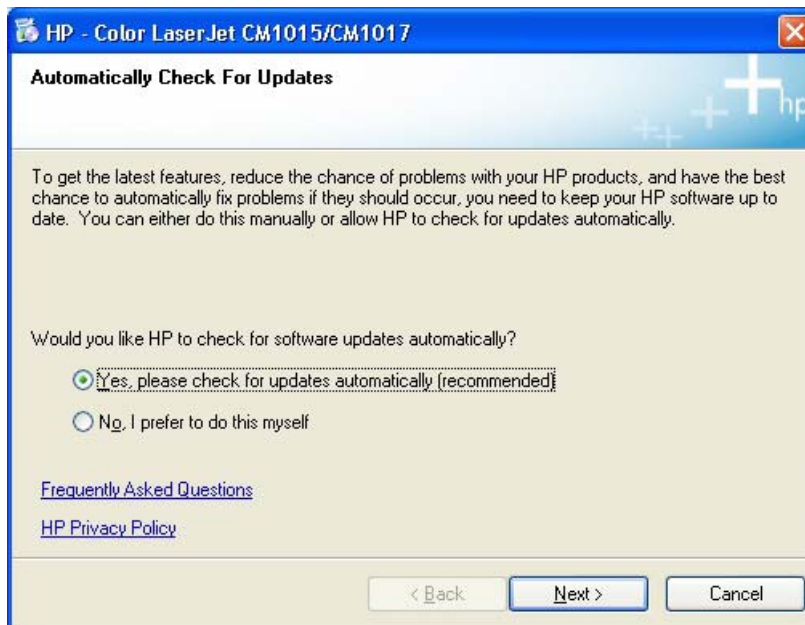 HP - Color LaserJet CM1015/CM1017
Automatically Check For Updates
hp
To get the latest features, reduce the chance of problems with your HP products, and have the best
chance to automatically fix problems if they should occur, you need to keep your HP software up to
date.  You can either do this manually or allow HP to check for updates automatically.
Would you like HP to check for software updates automatically?
Yes, please check for updates automatically (recommended)
No, I prefer to do this myself
Frequently Asked Questions
HP Privacy Policy
< Back
Next >
Cancel